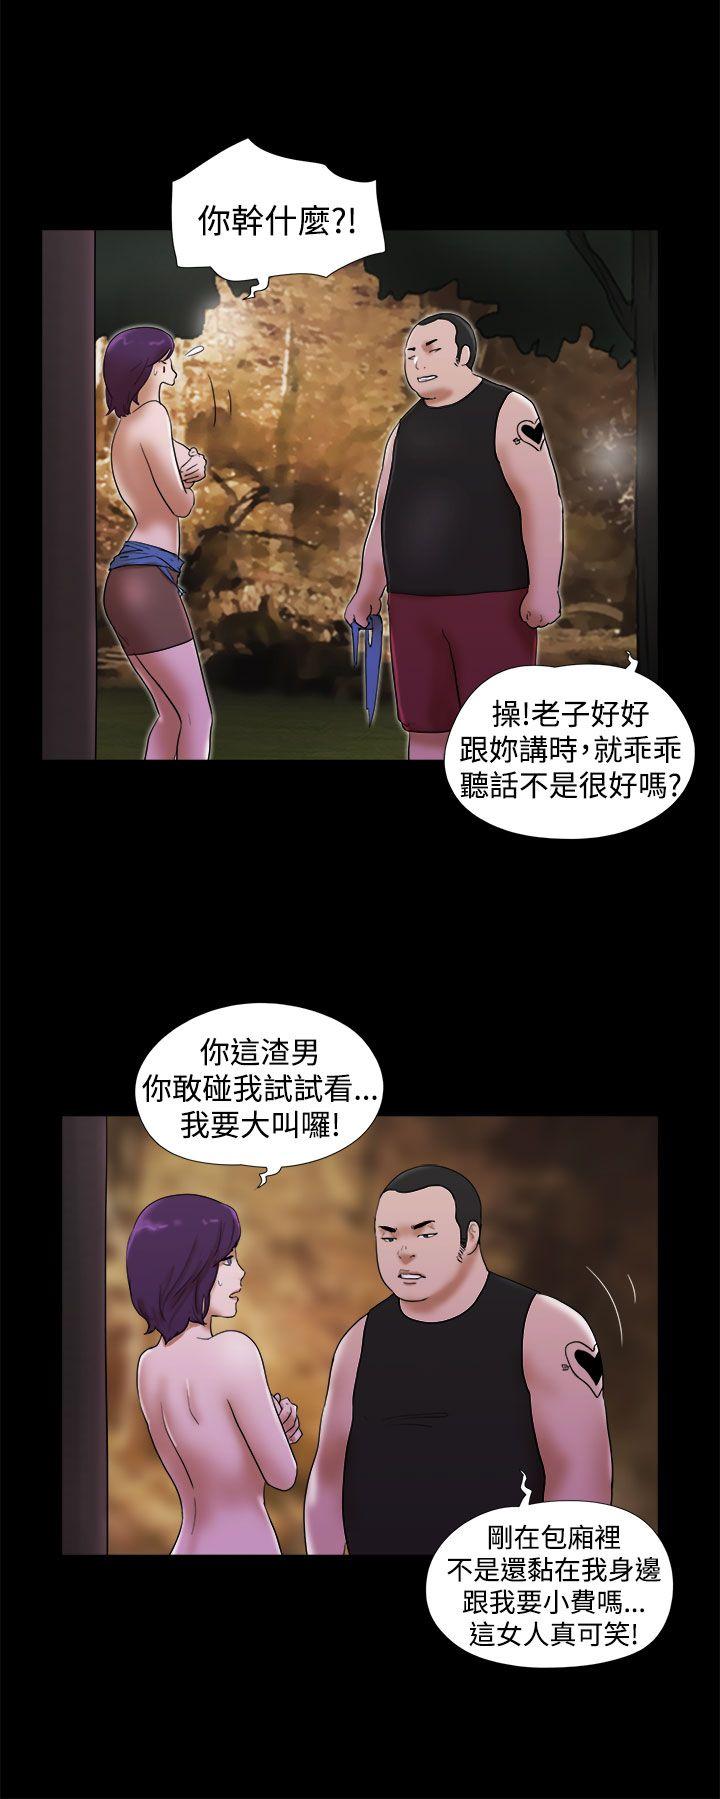 你幹什麼?!
操!老子好好
跟妳講時，就乖乖
聽話不是很好嗎?
你這渣男
你敢碰我試試看...
我要大叫囉!
剛在包廂裡
不是還黏在我身邊
跟我要小費嗎...
這女人真可笑!